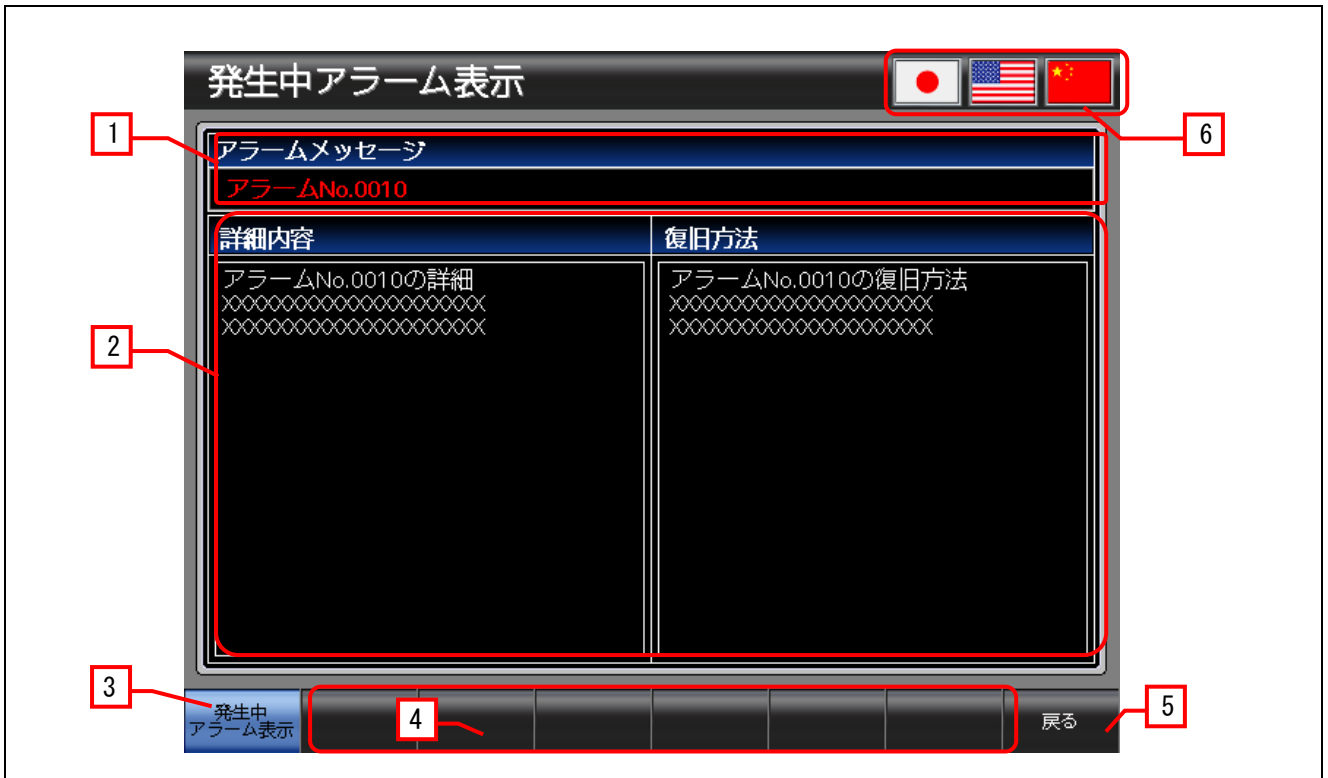 発生中アラーム表示
1
6
アラームメッセージ
アラームNo.0010
詳細内容
復旧方法
アラームNo.0010の詳細
XXXXXXXXXXXXXXXXXXXX
XXXXXXXXXXXXXXXXXXXX
アラームNo.0010の復旧方法
XXXXXXXXXXXXXXXXXXXX
XXXXXXXXXXXXXXXXXXXX
2
3
発生中
アラーム表示
4
戻る
5